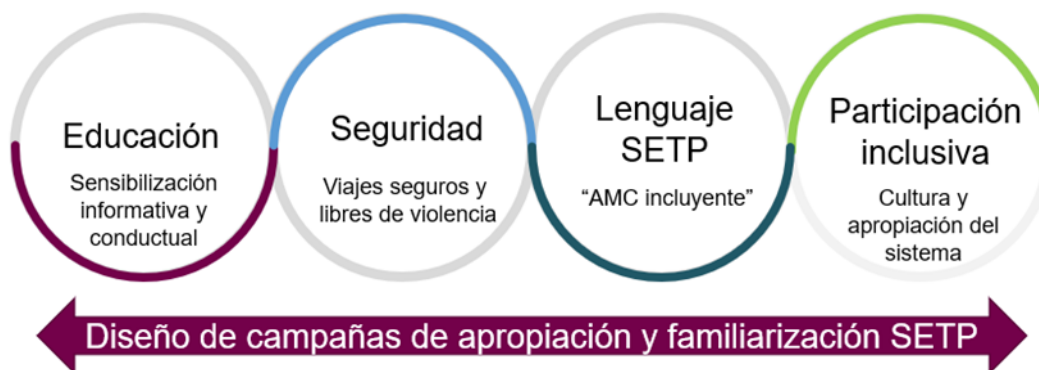 Educación
Sensibilización
informativa y
conductual
Seguridad
Viajes seguros y
libres de violencia
Lenguaje
SETP
“AMC incluyente”
Participación
inclusiva
Cultura y
apropiación del
sistema
Diseño de campañas de apropiación y familiarización SETP